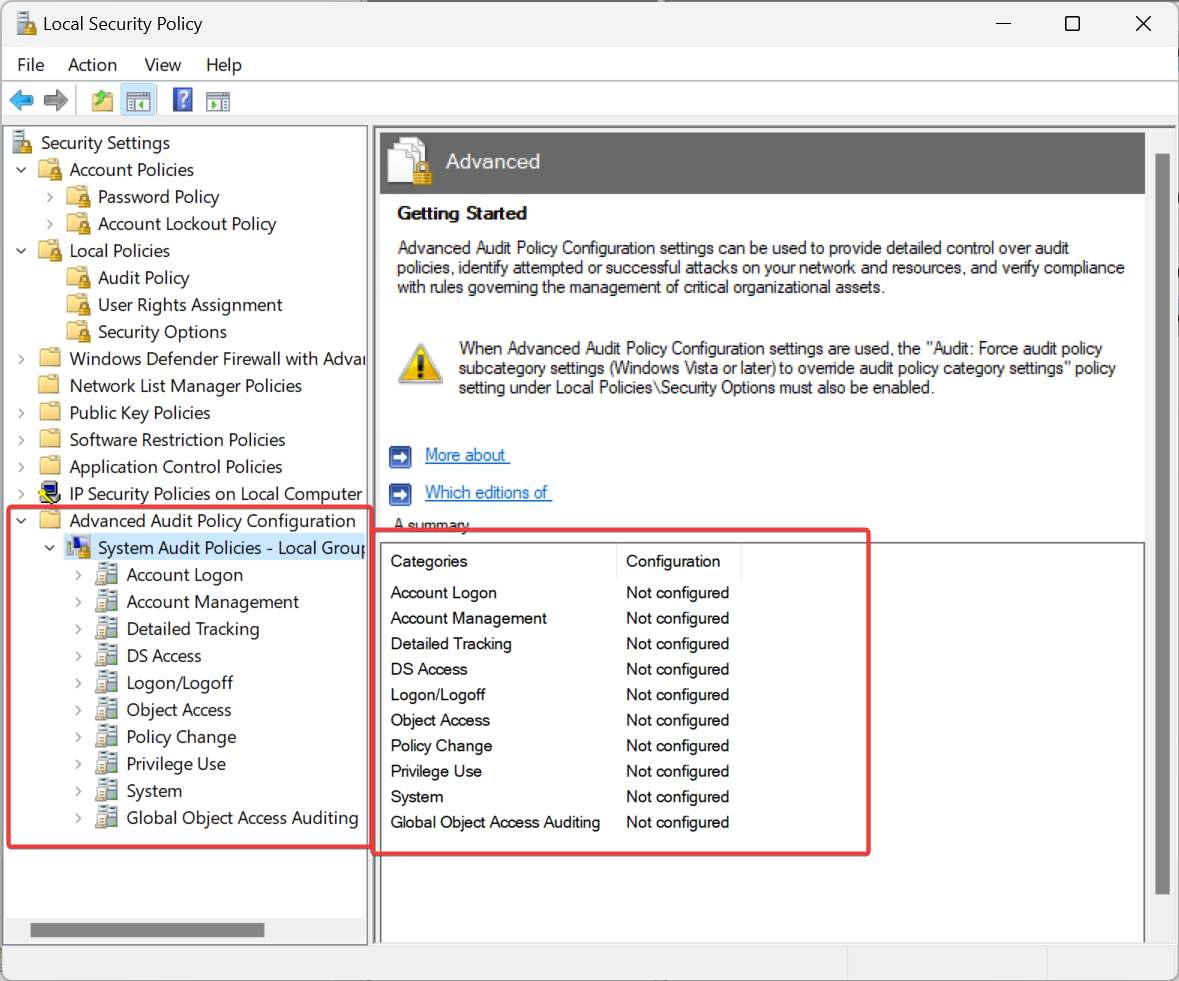 Local Security Policy
File Action View Help
Security Settings
Account Policies
Password Policy
Account Lockout Policy
Local Policies
Audit Policy
User Rights Assignment
Security Options
Windows Defender Firewall with Advan
Network List Manager Policies
Public Key Policies
Software Restriction Policies
Application Control Policies
IP Security Policies on Local Computer
Advanced Audit Policy Configuration
System Audit Policies - Local Group
Account Logon
Account Management
Detailed Tracking
DS Access
Logon/Logoff
Object Access
Policy Change
Privilege Use
System
Global Object Access Auditing
Advanced
Getting Started
Advanced Audit Policy Configuration settings can be used to provide detailed control over audit
policies, identify attempted or successful attacks on your network and resources, and verify compliance
with rules governing the management of critical organizational assets.
When Advanced Audit Policy Configuration settings are used, the "Audit: Force audit policy
subcategory settings (Windows Vista or later) to override audit policy category settings" policy
setting under Local Policies\Security Options must also be enabled.
More about
Which editions of
A summary
Categories Configuration
Account Logon Not configured
Account Management Not configured
Detailed Tracking Not configured
DS Access Not configured
Logon/Logoff Not configured
Object Access Not configured
Policy Change Not configured
Privilege Use Not configured
System Not configured
Global Object Access Auditing Not configured